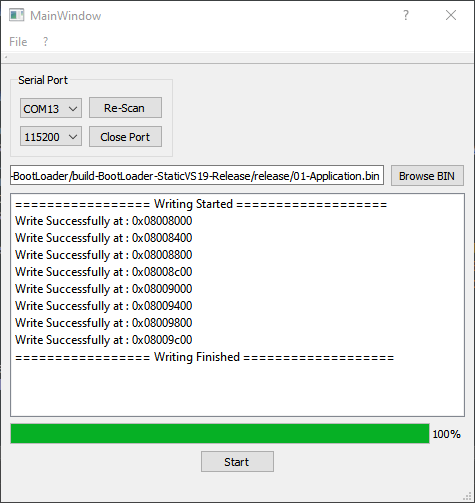 MainWindow ?
File ?
Serial Port
COM13 Re-Scan
115200 Close Port
-BootLoader/build-BootLoader-StaticVS19-Release/release/01-Application.bin Browse BIN
================= Writing Started ===================
Write Successfully at : 0x08008000
Write Successfully at : 0x08008400
Write Successfully at : 0x08008800
Write Successfully at : 0x08008c00
Write Successfully at : 0x08009000
Write Successfully at : 0x08009400
Write Successfully at : 0x08009800
Write Successfully at : 0x08009c00
================= Writing Finished ===================
100%
Start